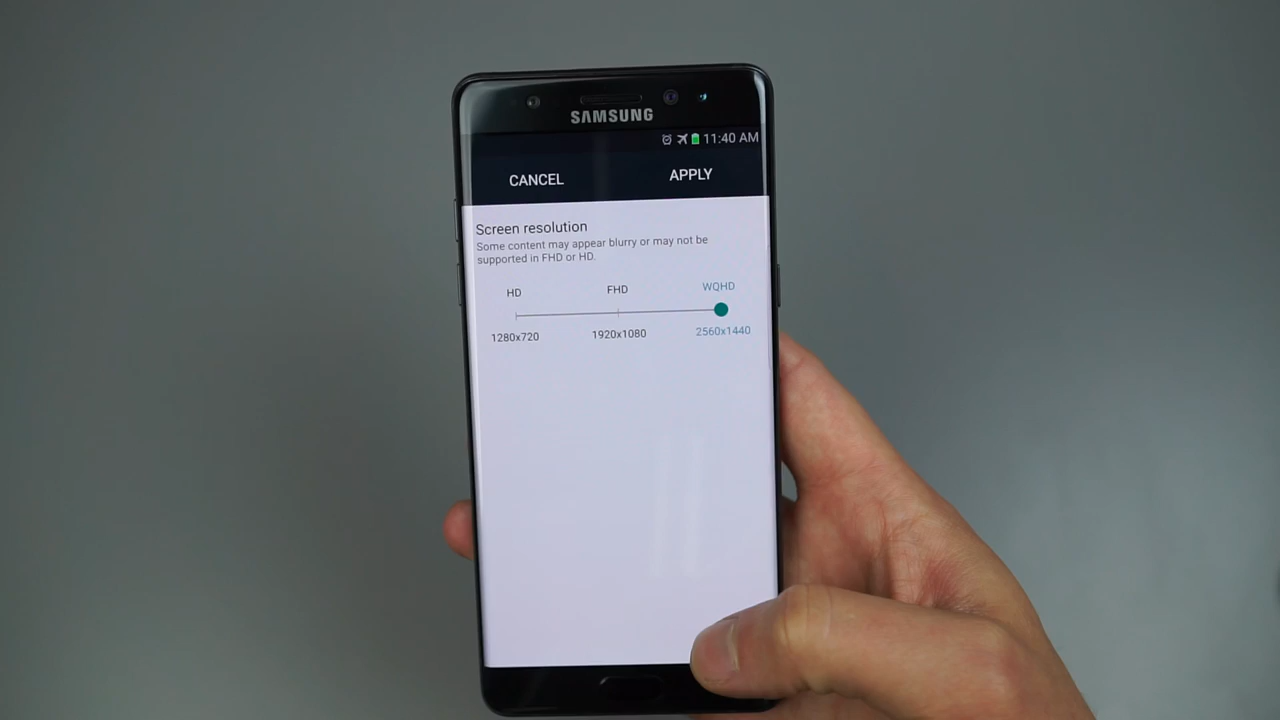 SAMSUNG
11:40 AM
CANCEL APPLY
Screen resolution
Some content may appear blurry or may not be
supported in FHD or HD.
HD FHD WQHD
1280x720 1920x1080 2560x1440